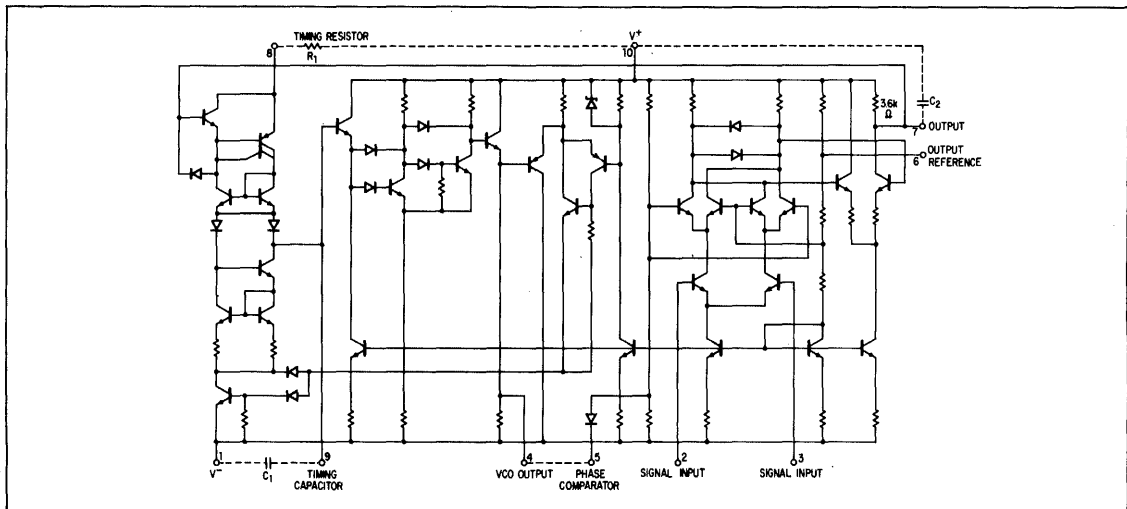 TIMING RESISTOR
8
R1
V+
10
3.6k
Ω
C2
7 OUTPUT
6 OUTPUT
REFERENCE
1
V−
C1
9
TIMING
CAPACITOR
4
VCO OUTPUT
5
PHASE
COMPARATOR
2
SIGNAL INPUT
3
SIGNAL INPUT